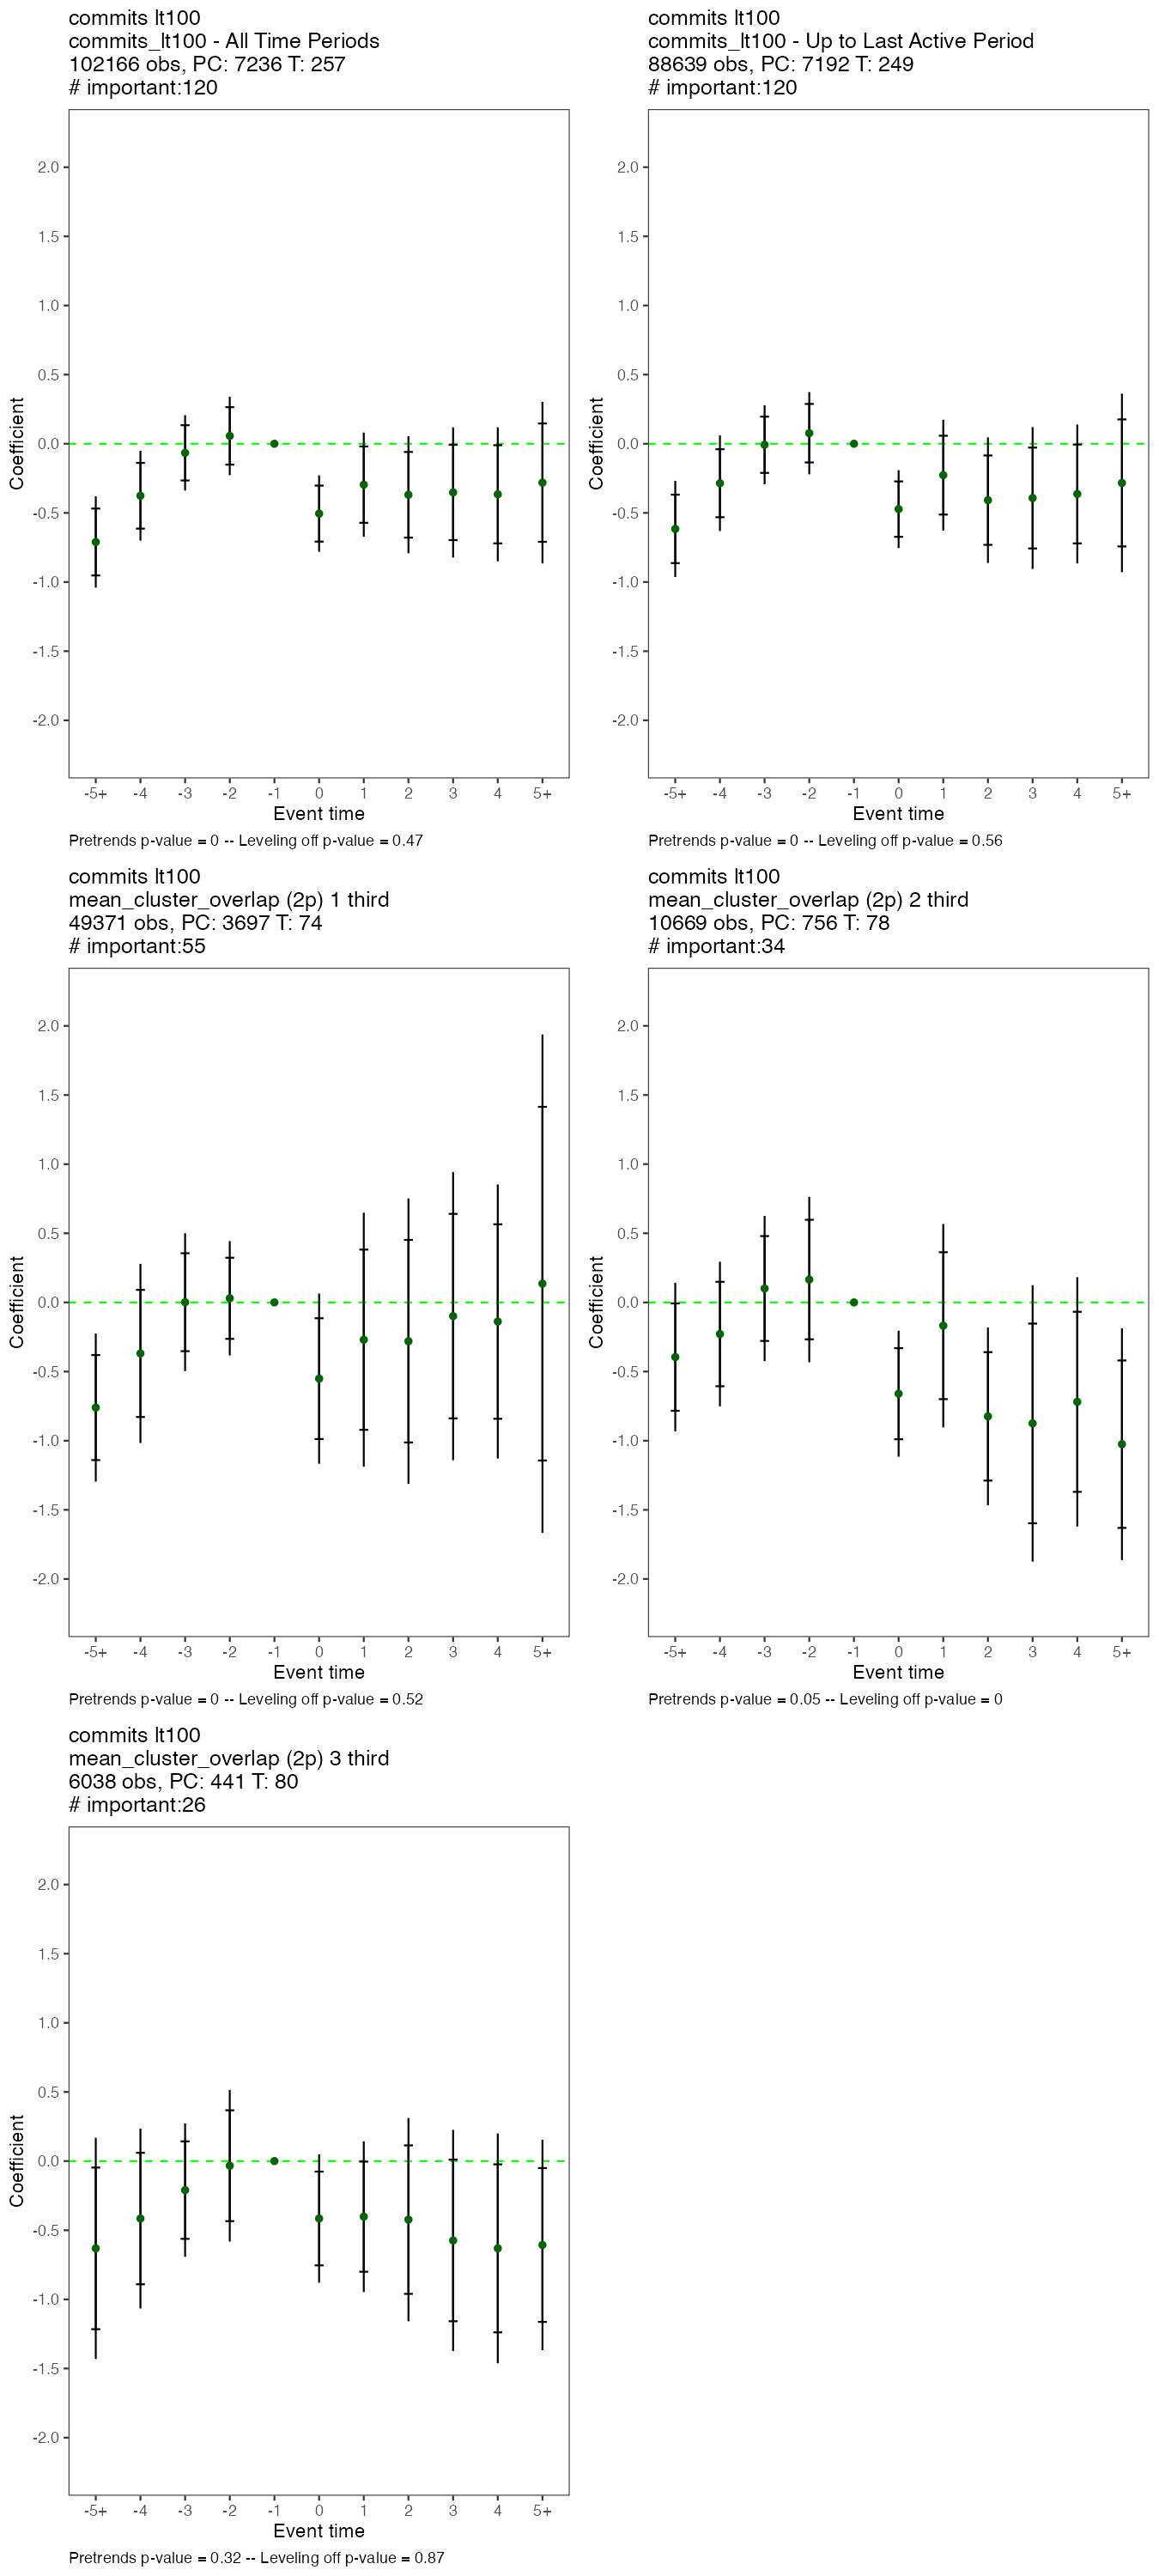 commits lt100
commits_lt100 - All Time Periods
102166 obs, PC: 7236 T: 257
# important:120
2.0
1.5
1.0
0.5
0.0
-0.5
-1.0
-1.5
-2.0
Coefficient
-5+ -4 -3 -2 -1 0 1 2 3 4 5+
Event time
Pretrends p-value = 0 -- Leveling off p-value = 0.47
commits lt100
commits_lt100 - Up to Last Active Period
88639 obs, PC: 7192 T: 249
# important:120
2.0
1.5
1.0
0.5
0.0
-0.5
-1.0
-1.5
-2.0
Coefficient
-5+ -4 -3 -2 -1 0 1 2 3 4 5+
Event time
Pretrends p-value = 0 -- Leveling off p-value = 0.56
commits lt100
mean_cluster_overlap (2p) 1 third
49371 obs, PC: 3697 T: 74
# important:55
2.0
1.5
1.0
0.5
0.0
-0.5
-1.0
-1.5
-2.0
Coefficient
-5+ -4 -3 -2 -1 0 1 2 3 4 5+
Event time
Pretrends p-value = 0 -- Leveling off p-value = 0.52
commits lt100
mean_cluster_overlap (2p) 2 third
10669 obs, PC: 756 T: 78
# important:34
2.0
1.5
1.0
0.5
0.0
-0.5
-1.0
-1.5
-2.0
Coefficient
-5+ -4 -3 -2 -1 0 1 2 3 4 5+
Event time
Pretrends p-value = 0.05 -- Leveling off p-value = 0
commits lt100
mean_cluster_overlap (2p) 3 third
6038 obs, PC: 441 T: 80
# important:26
2.0
1.5
1.0
0.5
0.0
-0.5
-1.0
-1.5
-2.0
Coefficient
-5+ -4 -3 -2 -1 0 1 2 3 4 5+
Event time
Pretrends p-value = 0.32 -- Leveling off p-value = 0.87